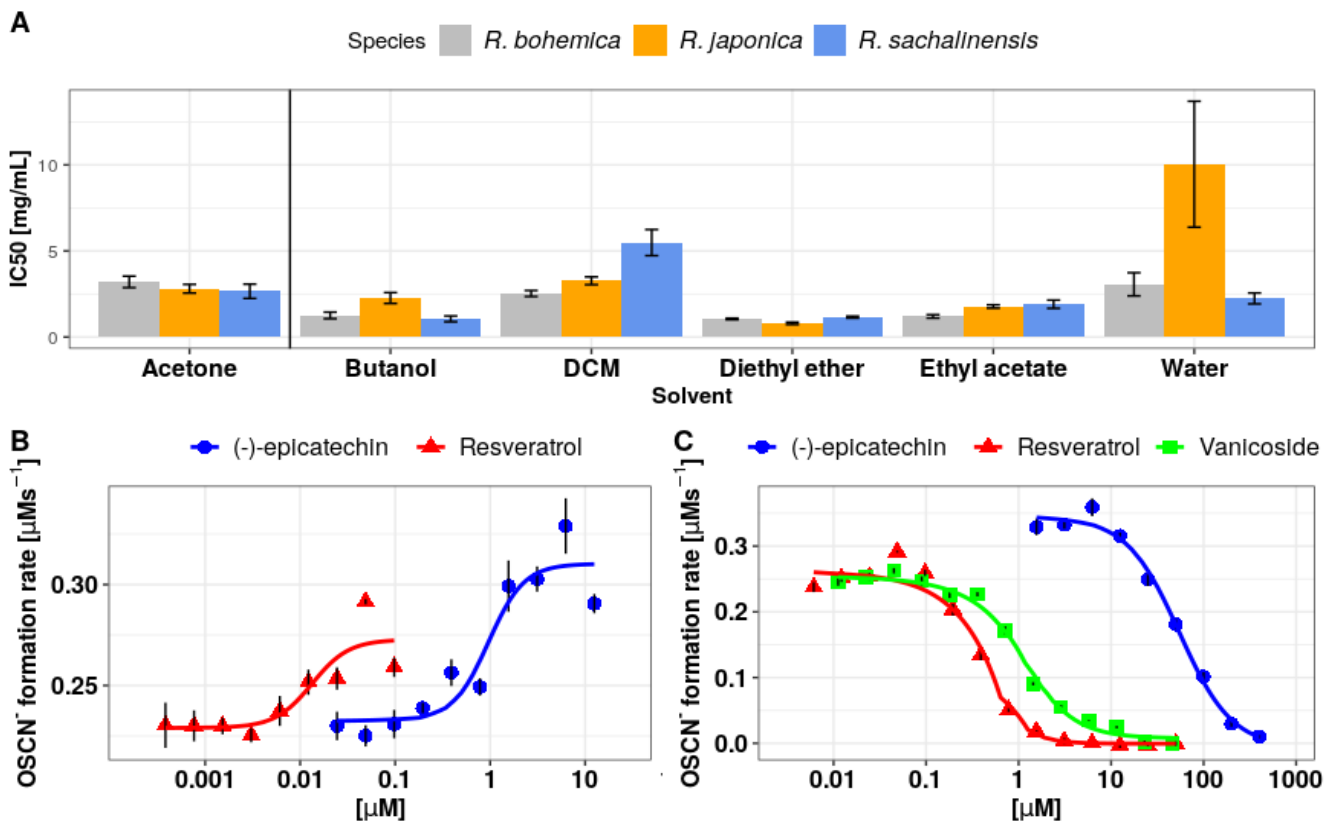 A
Species R. bohemica R. japonica R. sachalinensis
IC50 [mg/mL]
10
5
0
Acetone Butanol DCM Diethyl ether Ethyl acetate Water
Solvent
B
(-)-epicatechin Resveratrol
OSCN⁻ formation rate [μMs⁻¹]
0.30
0.25
0.001 0.01 0.1 1 10
[μM]
C
(-)-epicatechin Resveratrol Vanicoside
OSCN⁻ formation rate [μMs⁻¹]
0.3
0.2
0.1
0.0
0.01 0.1 1 10 100 1000
[μM]